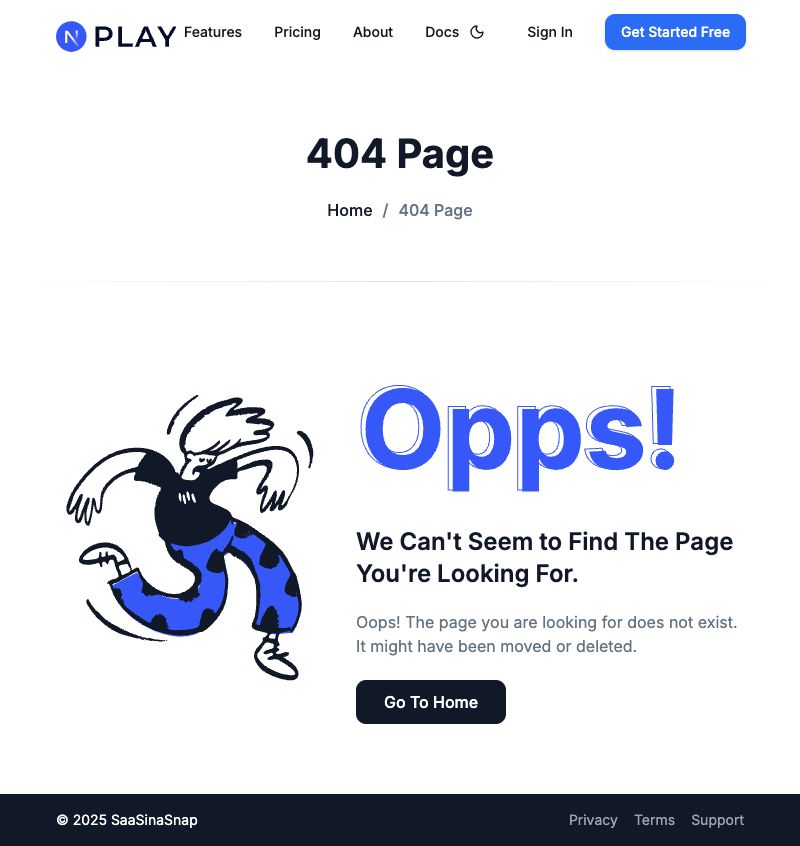 N PLAY Features Pricing About Docs Sign In Get Started Free
404 Page
Home / 404 Page
Opps!
We Can't Seem to Find The Page
You're Looking For.
Oops! The page you are looking for does not exist.
It might have been moved or deleted.
Go To Home
© 2025 SaaSinaSnap Privacy Terms Support